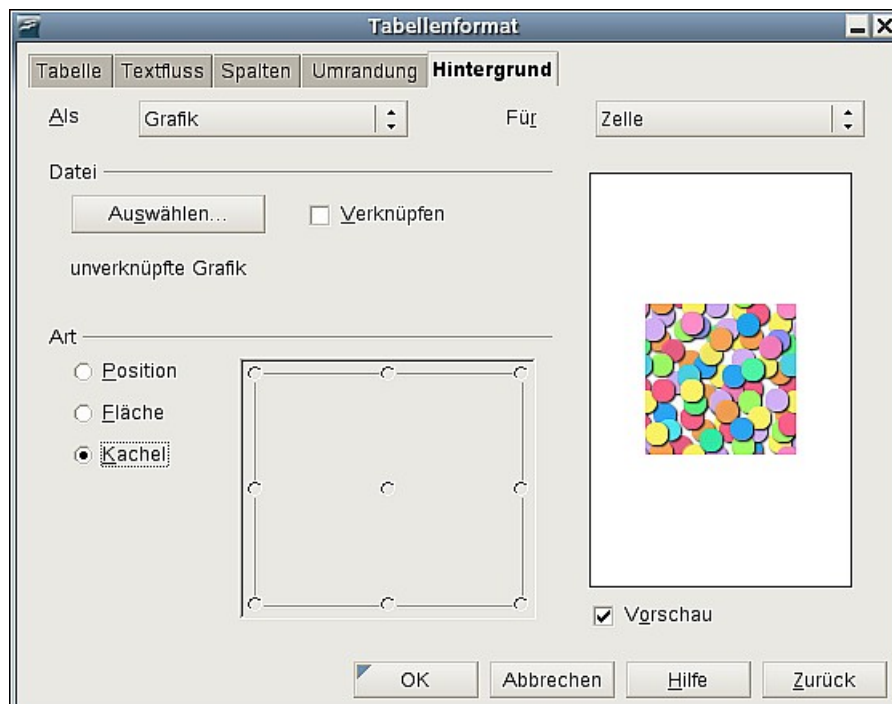 Tabellenformat
Tabelle Textfluss Spalten Umrandung Hintergrund
Als Grafik Für Zelle
Datei
Auswählen... Verknüpfen
unverknüpfte Grafik
Art
Position
Fläche
Kachel
Vorschau
OK Abbrechen Hilfe Zurück